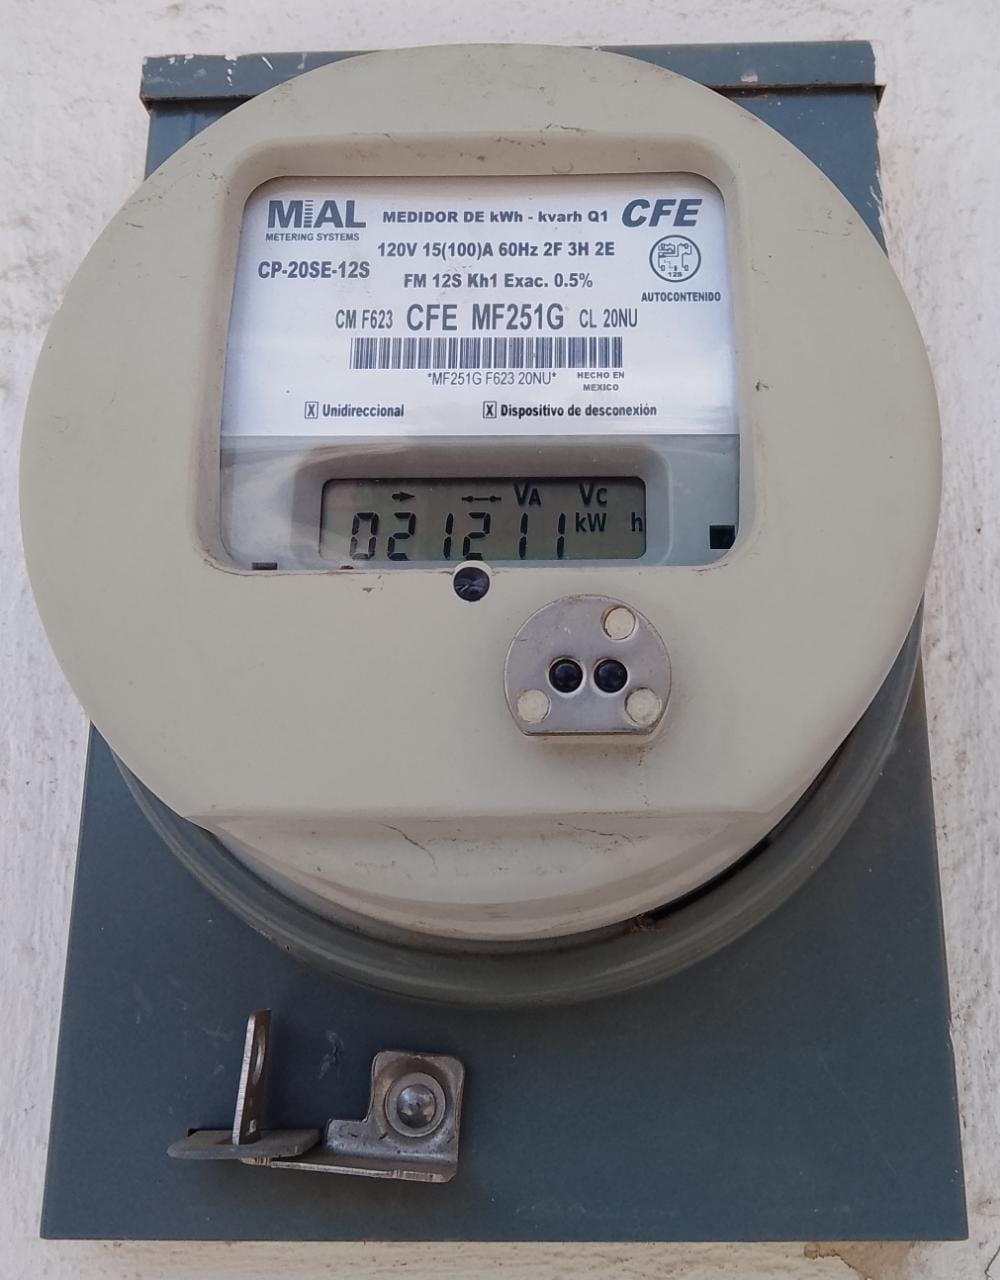 MIAL MEDIDOR DE kWh - kvarh Q1 CFE
METERING SYSTEMS
120V 15(100)A 60Hz 2F 3H 2E
CP-20SE-12S
FM 12S Kh1 Exac. 0.5%
12S
AUTOCONTENIDO
CM F623 CFE MF251G CL 20NU
*MF251G F623 20NU*
HECHO EN
MEXICO
X Unidireccional X Dispositivo de desconexión
VA VC
021211 kW h